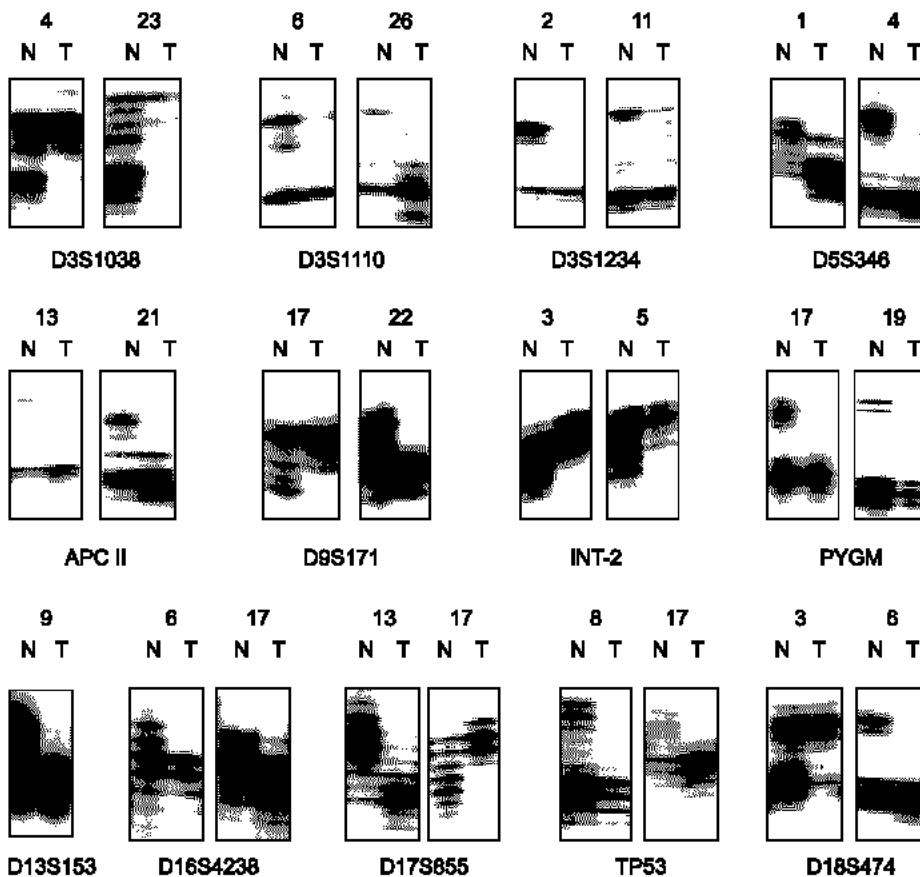 4 23 6 26 2 11 1 4
N T N T N T N T N T N T N T N T
D3S1038 D3S1110 D3S1234 D5S346
13 21 17 22 3 5 17 19
N T N T N T N T N T N T N T N T
APC II D9S171 INT-2 PYGM
9 6 17 13 17 8 17 3 6
N T N T N T N T N T N T N T N T N T
D13S153 D16S4238 D17S855 TP53 D18S474